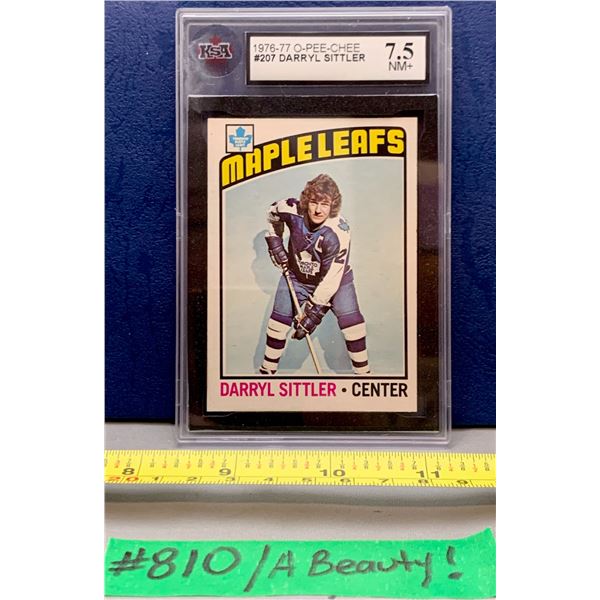 KSA
1976-77 O-PEE-CHEE
#207 DARRYL SITTLER
7.5
NM+
MAPLE LEAFS
DARRYL SITTLER • CENTER
8 9 10 11
#810/A Beauty!